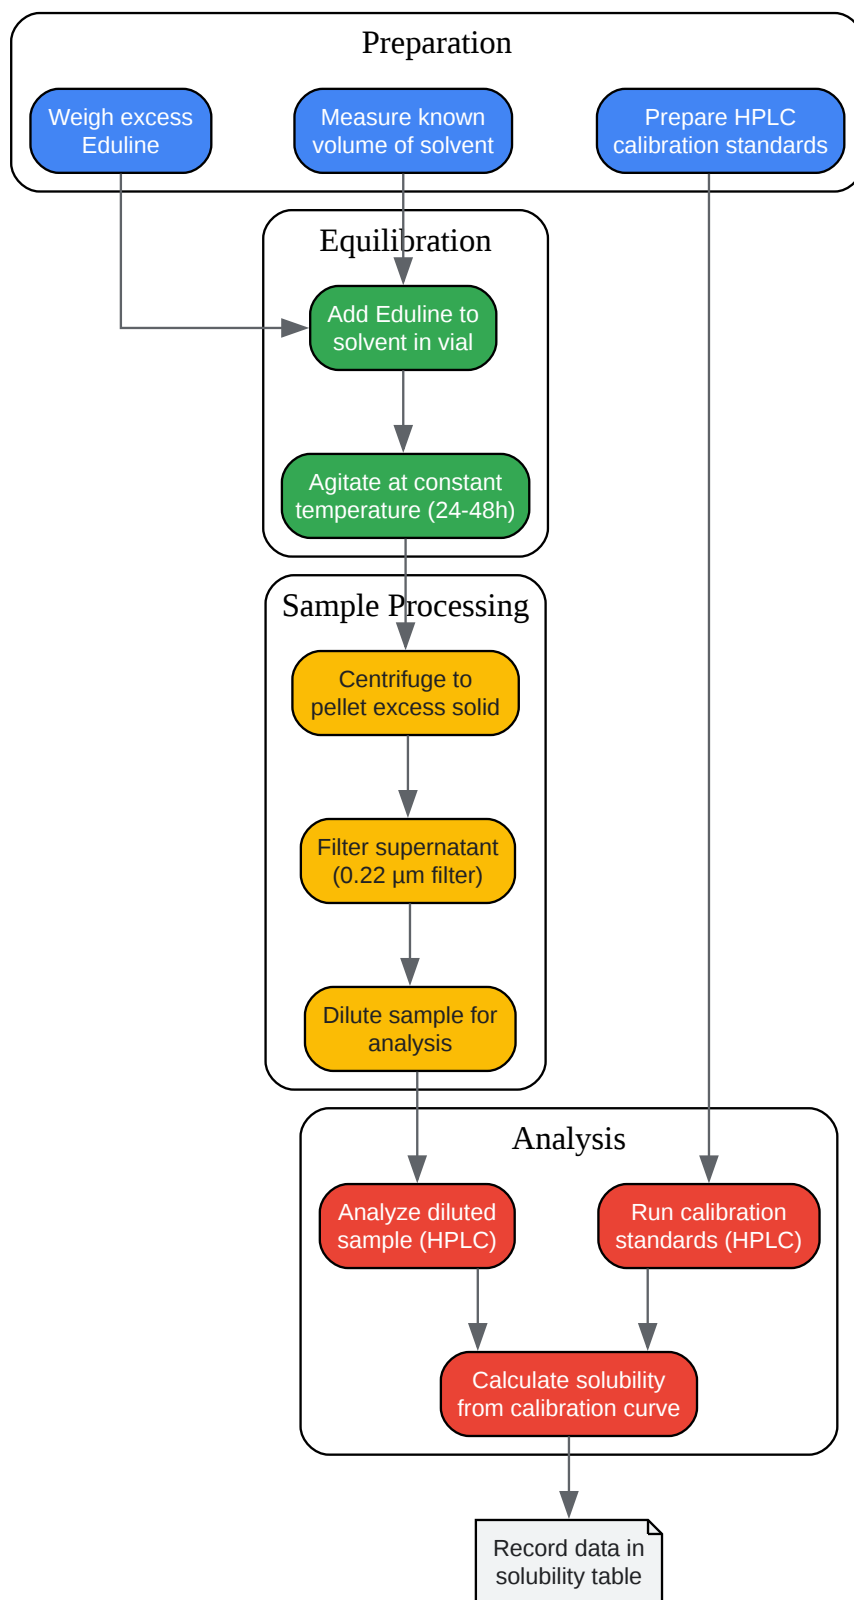 Preparation
Weigh excess
Eduline
Measure known
volume of solvent
Prepare HPLC
calibration standards
Equilibration
Add Eduline to
solvent in vial
Agitate at constant
temperature (24-48h)
Sample Processing
Centrifuge to
pellet excess solid
Filter supernatant
(0.22 µm filter)
Dilute sample for
analysis
Analysis
Analyze diluted
sample (HPLC)
Run calibration
standards (HPLC)
Calculate solubility
from calibration curve
Record data in
solubility table